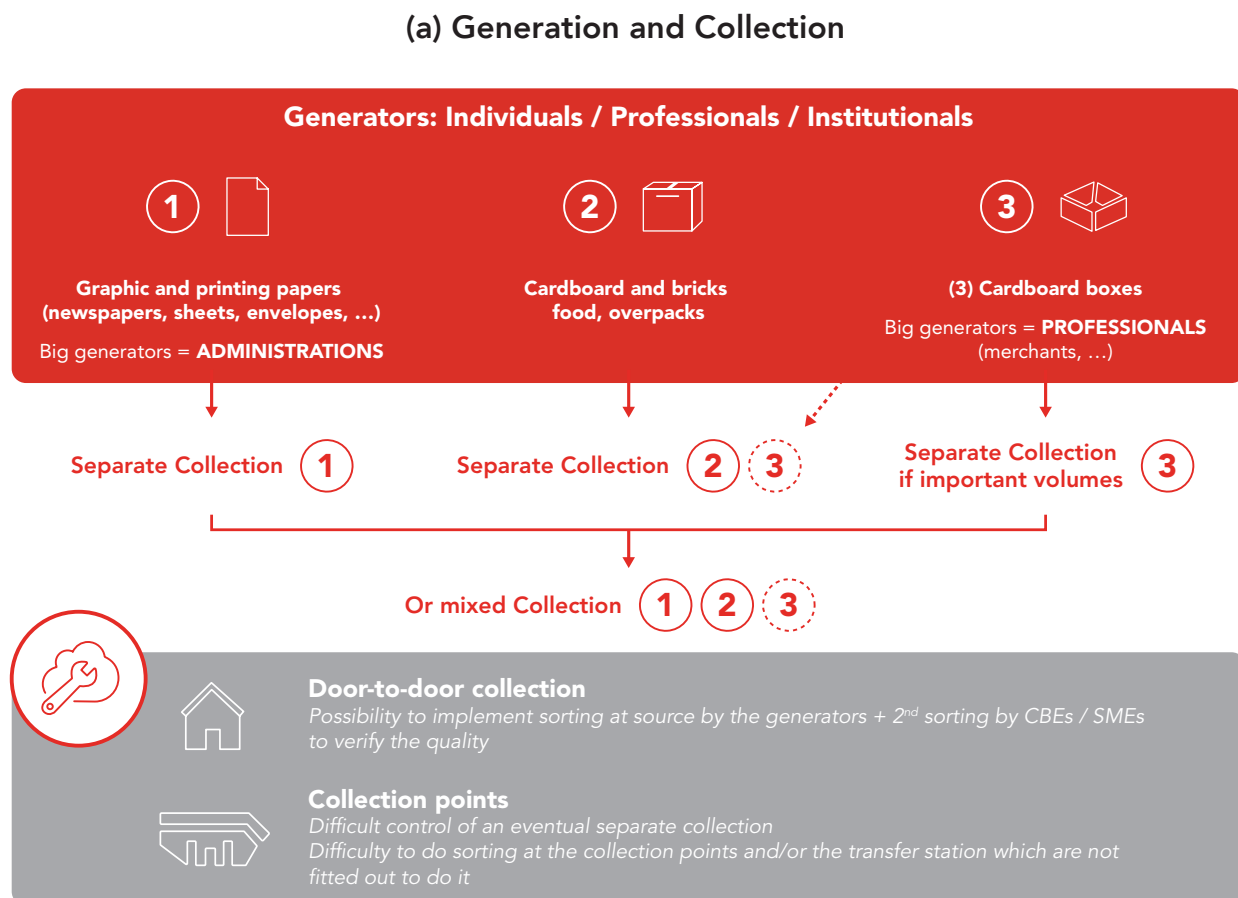 (a) Generation and Collection
Generators: Individuals / Professionals / Institutionals
1
Graphic and printing papers
(newspapers, sheets, envelopes, ...)
Big generators = ADMINISTRATIONS
2
Cardboard and bricks
food, overpacks
3
(3) Cardboard boxes
Big generators = PROFESSIONALS
(merchants, ...)
Separate Collection 1
Separate Collection 2 3
Separate Collection
if important volumes 3
Or mixed Collection 1 2 3
Door-to-door collection
Possibility to implement sorting at source by the generators + 2nd sorting by CBEs / SMEs
to verify the quality
Collection points
Difficult control of an eventual separate collection
Difficulty to do sorting at the collection points and/or the transfer station which are not
fitted out to do it